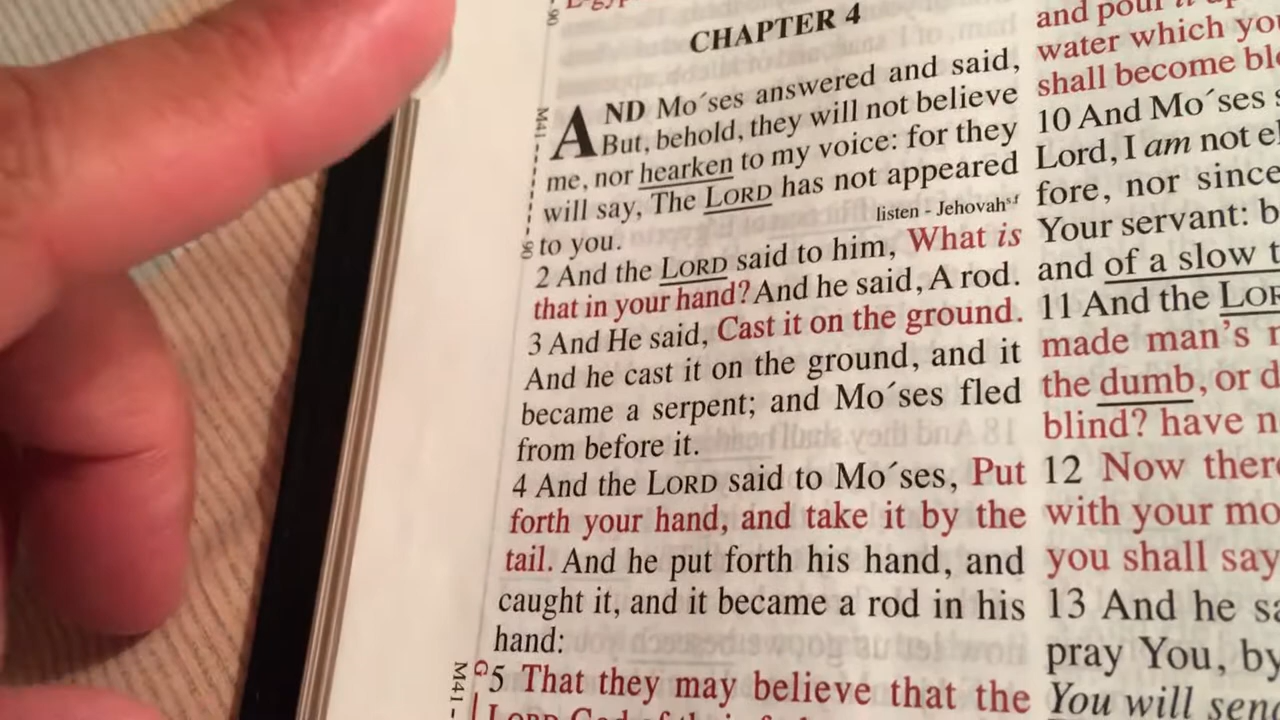 CHAPTER 4
AND Mo´ses answered and said,
But, behold, they will not believe
me, nor hearken to my voice: for they
will say, The LORD has not appeared
listen - Jehovah
to you.
2 And the LORD said to him, What is
that in your hand? And he said, A rod.
3 And He said, Cast it on the ground.
And he cast it on the ground, and it
became a serpent; and Mo´ses fled
from before it.
4 And the LORD said to Mo´ses, Put
forth your hand, and take it by the
tail. And he put forth his hand, and
caught it, and it became a rod in his
hand:
5 That they may believe that the
M41
M41
and pour it
water which you
shall become
10 And Mo´ses
Lord, I am not
fore, nor since
Your servant:
and of a slow
11 And the
made man's
the dumb, or
blind? have
12 Now
with your
you shall say
13 And he
pray You, by
You will